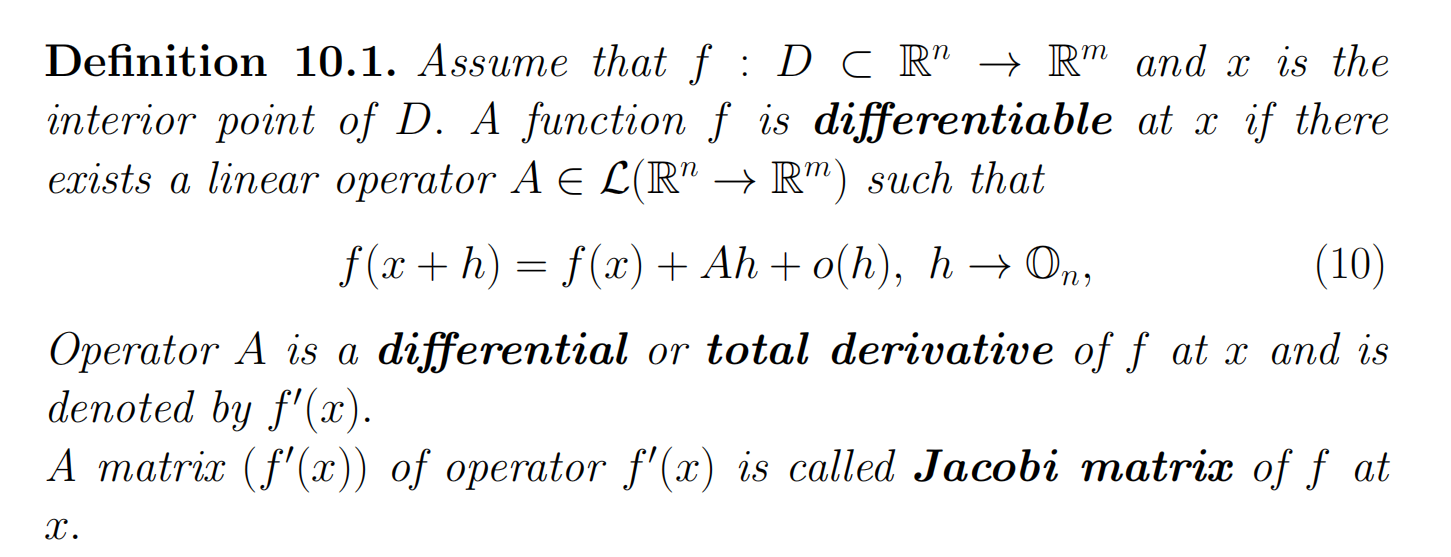 Definition 10.1. Assume that f : D ⊂ ℝⁿ → ℝᵐ and x is the
interior point of D. A function f is differentiable at x if there
exists a linear operator A ∈ ℒ(ℝⁿ → ℝᵐ) such that
f(x + h) = f(x) + Ah + o(h), h → 𝕆ₙ, (10)
Operator A is a differential or total derivative of f at x and is
denoted by f′(x).
A matrix (f′(x)) of operator f′(x) is called Jacobi matrix of f at
x.